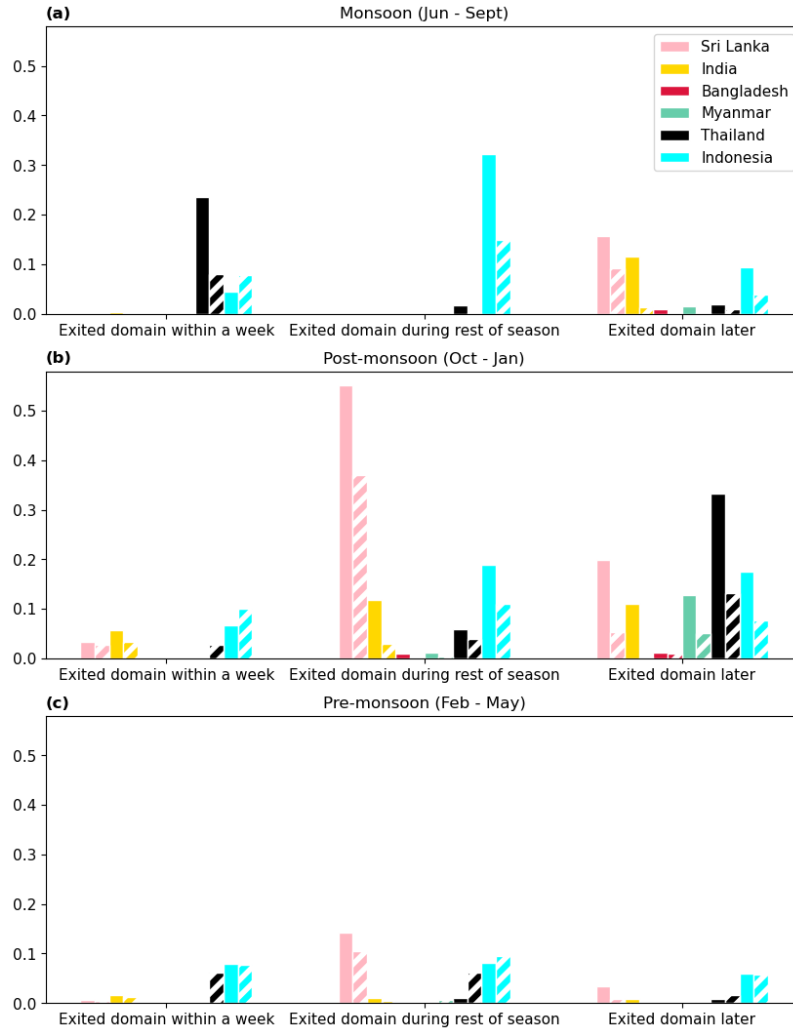 (a)
Monsoon (Jun - Sept)
0.5
0.4
0.3
0.2
0.1
0.0
Sri Lanka
India
Bangladesh
Myanmar
Thailand
Indonesia
Exited domain within a week
Exited domain during rest of season
Exited domain later
(b)
Post-monsoon (Oct - Jan)
0.5
0.4
0.3
0.2
0.1
0.0
Exited domain within a week
Exited domain during rest of season
Exited domain later
(c)
Pre-monsoon (Feb - May)
0.5
0.4
0.3
0.2
0.1
0.0
Exited domain within a week
Exited domain during rest of season
Exited domain later